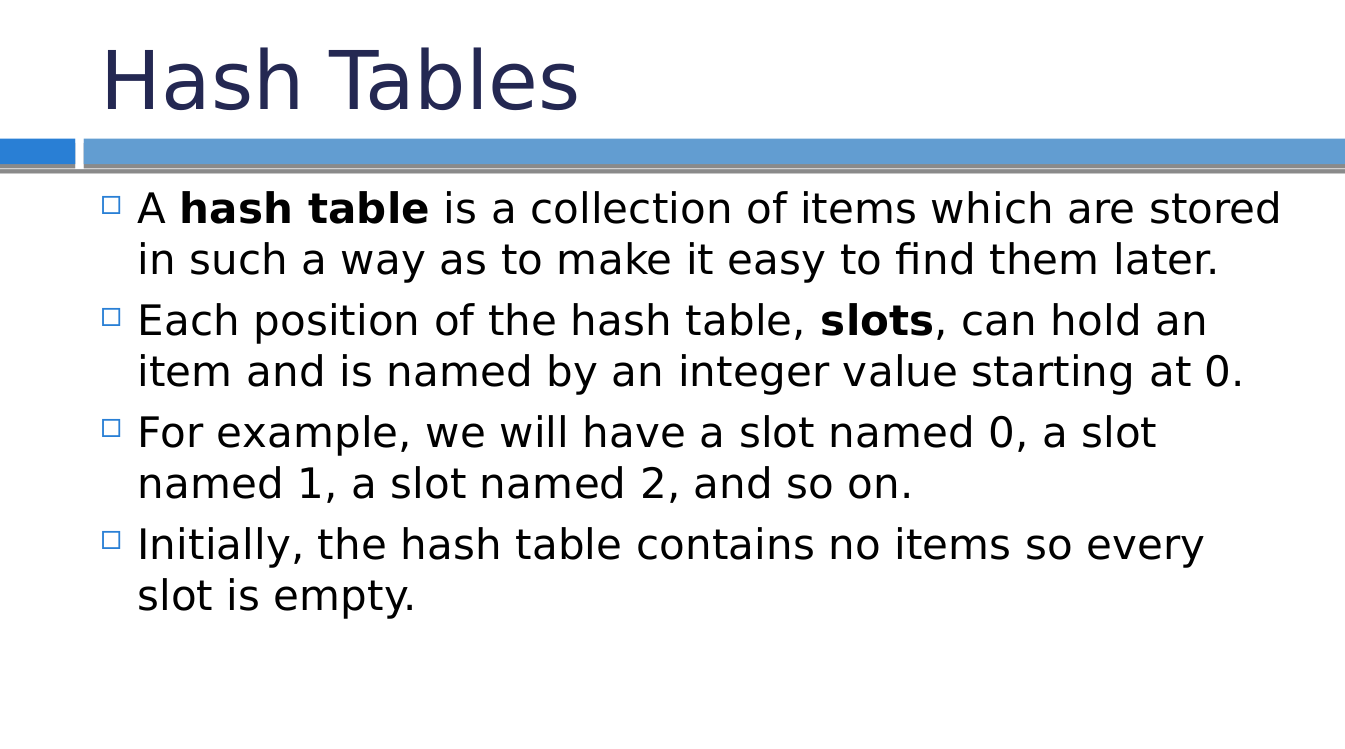 Hash Tables
A hash table is a collection of items which are stored
in such a way as to make it easy to find them later.
Each position of the hash table, slots, can hold an
item and is named by an integer value starting at 0.
For example, we will have a slot named 0, a slot
named 1, a slot named 2, and so on.
Initially, the hash table contains no items so every
slot is empty.